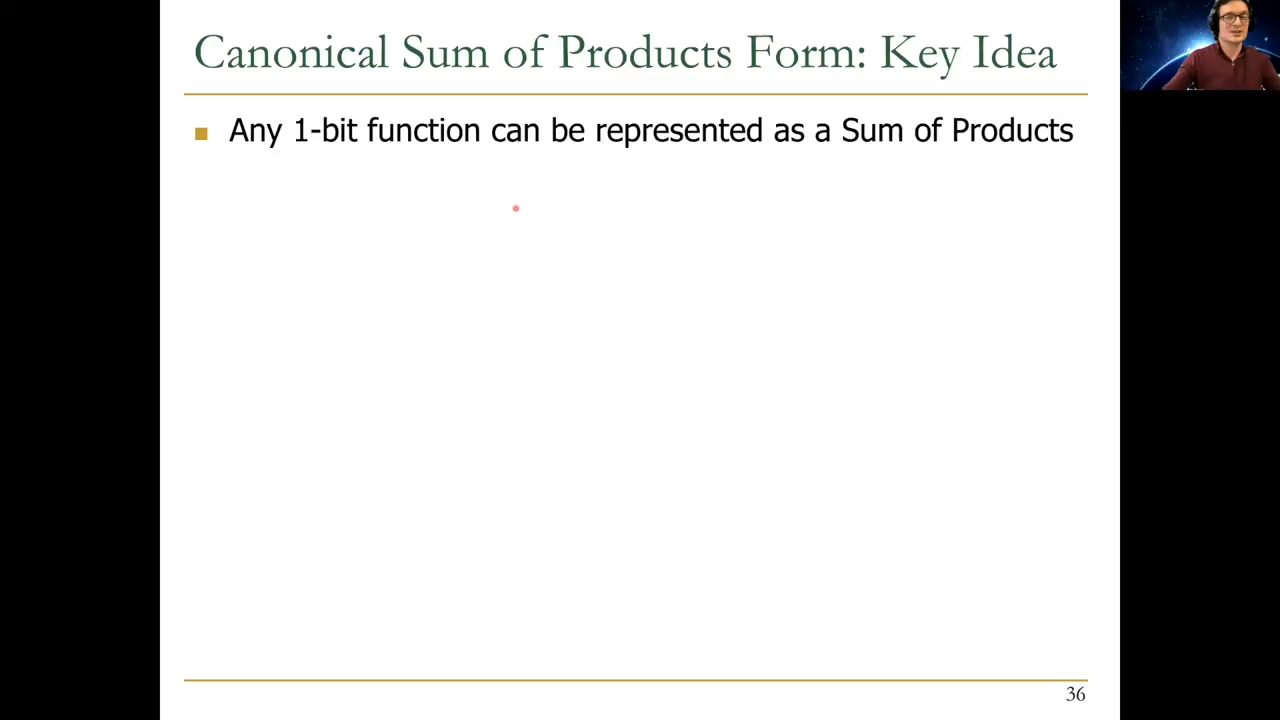 Canonical Sum of Products Form: Key Idea
Any 1-bit function can be represented as a Sum of Products
36